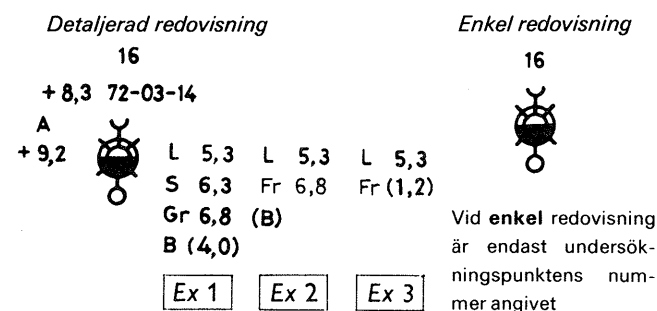 Detaljerad redovisning
16
+ 8,3 72-03-14
A
+ 9,2
L 5,3 L 5,3 L 5,3
S 6,3 Fr 6,8 Fr (1,2)
Gr 6,8 (B)
B (4,0)
Ex 1 Ex 2 Ex 3
Enkel redovisning
16
Vid enkel redovisning
är endast undersök-
ningspunktens num-
mer angivet